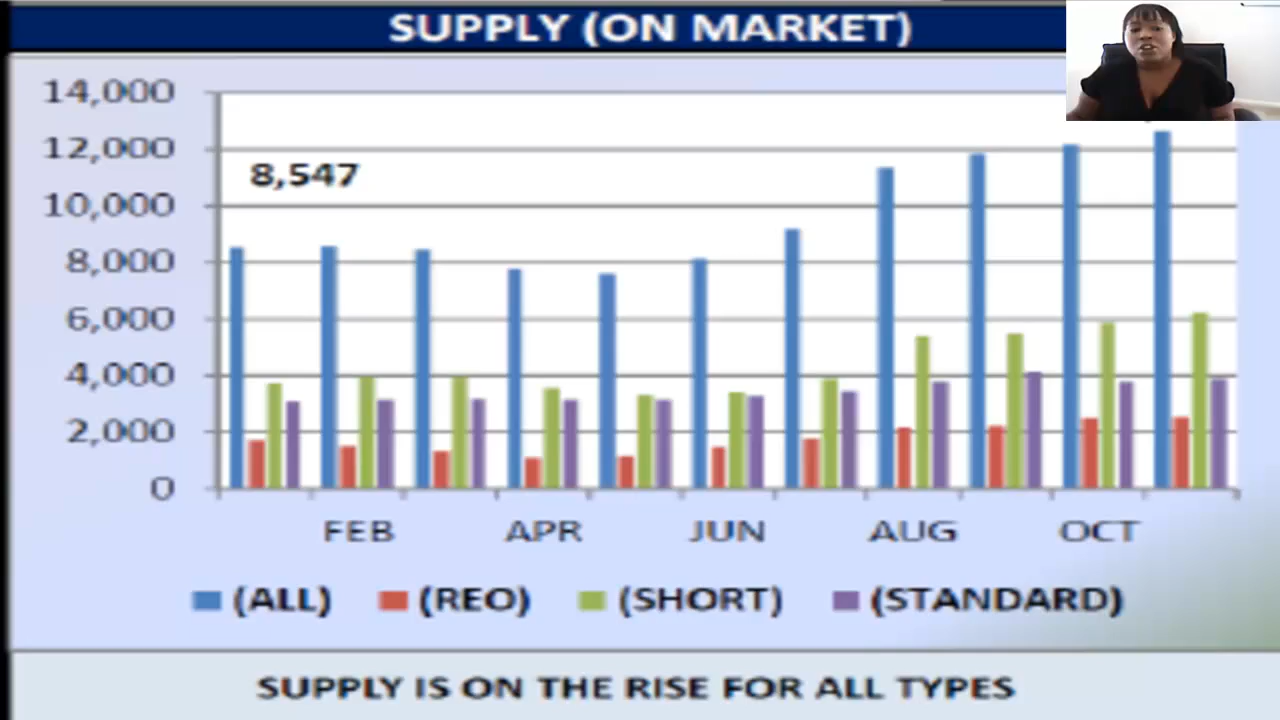 SUPPLY (ON MARKET)
14,000
12,000
8,547
10,000
8,000
6,000
4,000
2,000
0
FEB APR JUN AUG OCT
(ALL) (REO) (SHORT) (STANDARD)
SUPPLY IS ON THE RISE FOR ALL TYPES